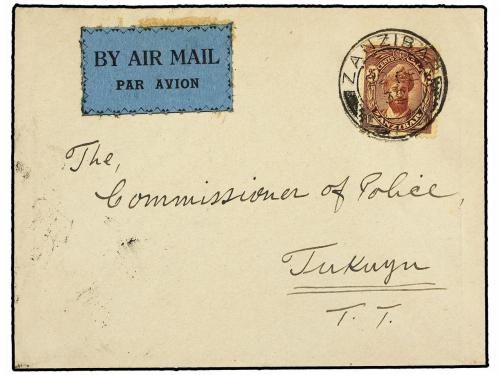 BY AIR MAIL
PAR AVION
ZANZIBAR
ZANZIBAR
The,
Commissioner of Police,
Tukuyu
T. T.